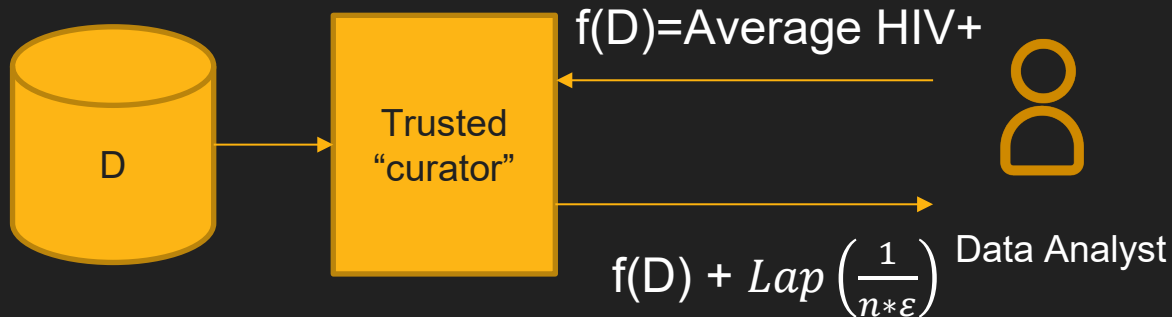 f(D)=Average HIV+
D
Trusted
“curator”
f(D) + Lap(1/(n*ε))
Data Analyst